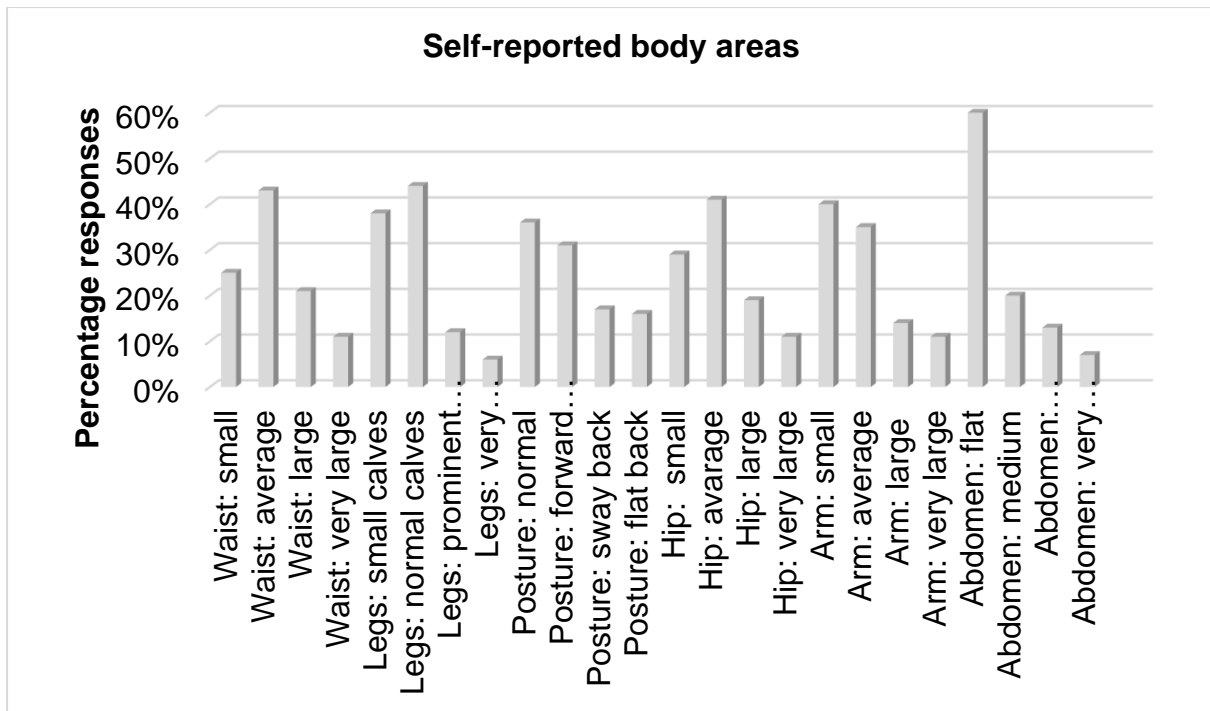 Self-reported body areas
Percentage responses
60%
50%
40%
30%
20%
10%
0%
Waist: small
Waist: average
Waist: large
Waist: very large
Legs: small calves
Legs: normal calves
Legs: prominent…
Legs: very…
Posture: normal
Posture: forward…
Posture: sway back
Posture: flat back
Hip:  small
Hip: avarage
Hip: large
Hip: very large
Arm: small
Arm: average
Arm: large
Arm: very large
Abdomen: flat
Abdomen: medium
Abdomen:…
Abdomen: very…